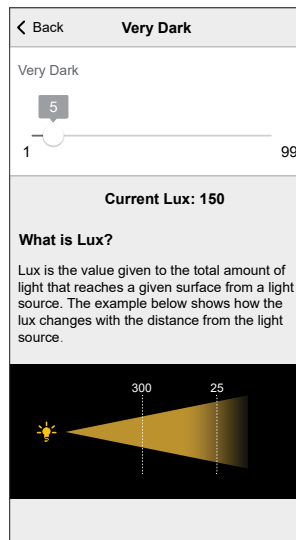 Back
Very Dark
Very Dark
5
1
99
Current Lux: 150
What is Lux?
Lux is the value given to the total amount of
light that reaches a given surface from a light
source. The example below shows how the
lux changes with the distance from the light
source.
300
25